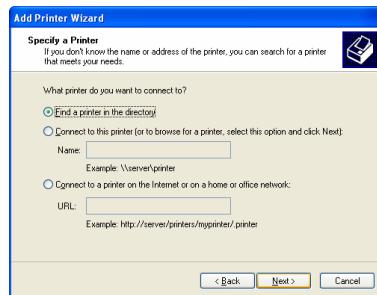 Add Printer Wizard
Specify a Printer
If you don't know the name or address of the printer, you can search for a printer
that meets your needs.
What printer do you want to connect to?
Find a printer in the directory
Connect to this printer (or to browse for a printer, select this option and click Next):
Name:
Example: \\server\printer
Connect to a printer on the Internet or on a home or office network:
URL:
Example: http://server/printers/myprinter/.printer
< Back Next > Cancel